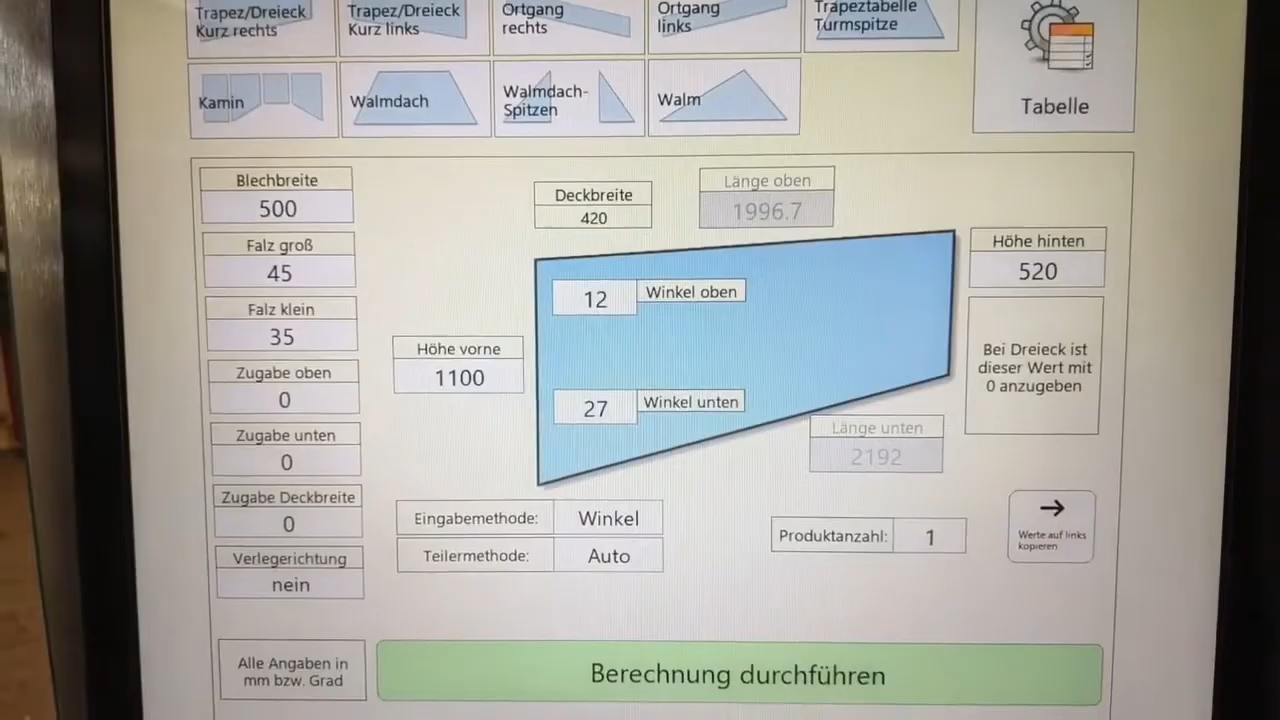 Trapez/Dreieck
Kurz rechts
Trapez/Dreieck
Kurz links
Ortgang
rechts
Ortgang
links
Trapeztabelle
Turmspitze
Kamin
Walmdach
Walmdach-
Spitzen
Walm
Tabelle
Blechbreite
500
Falz groß
45
Falz klein
35
Zugabe oben
0
Zugabe unten
0
Zugabe Deckbreite
0
Verlegerichtung
nein
Deckbreite
420
Länge oben
1996.7
Höhe hinten
520
12
Winkel oben
Höhe vorne
1100
Bei Dreieck ist
dieser Wert mit
0 anzugeben
27
Winkel unten
Länge unten
2192
Eingabemethode:
Winkel
Teilermethode:
Auto
Produktanzahl:
1
Werte auf links
kopieren
Alle Angaben in
mm bzw. Grad
Berechnung durchführen